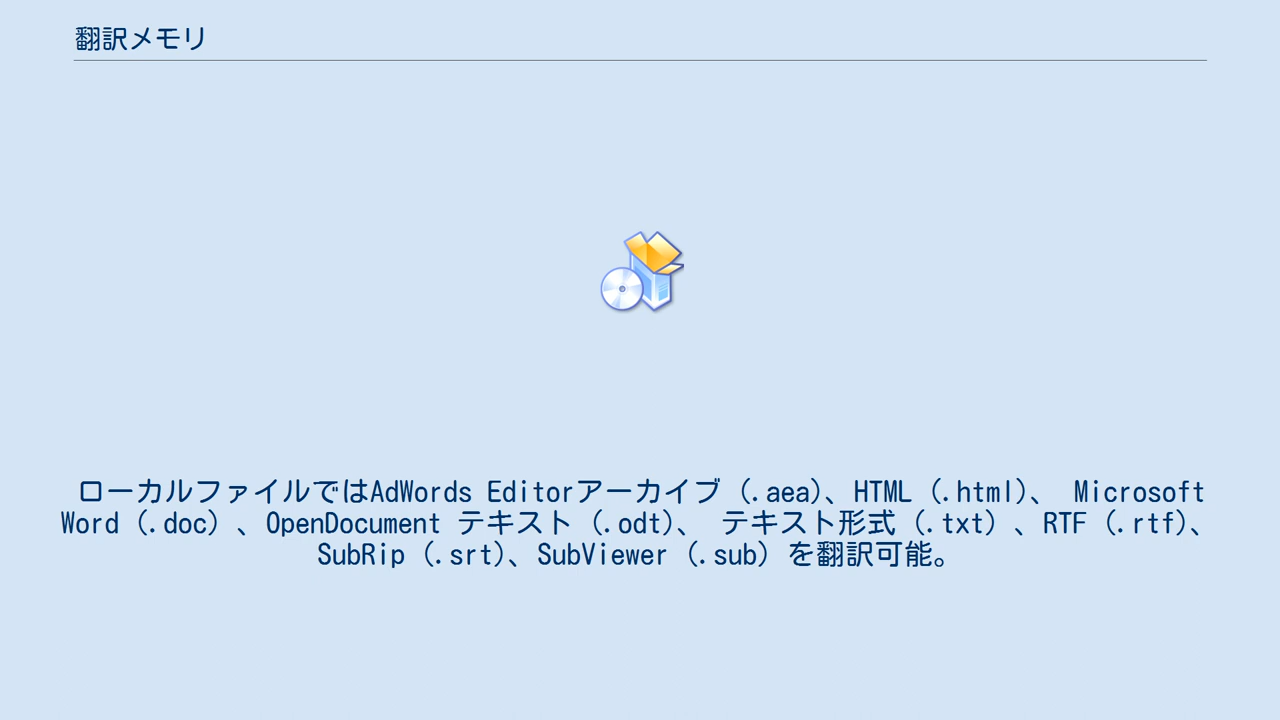 翻訳メモリ
ローカルファイルではAdWords Editorアーカイブ（.aea)、HTML（.html)、 Microsoft
Word（.doc）、OpenDocument テキスト（.odt)、 テキスト形式（.txt）、RTF（.rtf)、
SubRip（.srt)、SubViewer（.sub）を翻訳可能。